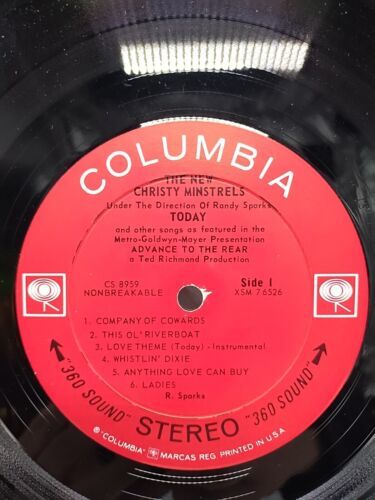 COLUMBIA
THE NEW
CHRISTY MINSTRELS
Under The Direction Of Randy Sparks
TODAY
and other songs as featured in the
Metro-Goldwyn-Mayer Presentation
ADVANCE TO THE REAR
a Ted Richmond Production
CS 8959
NONBREAKABLE
Side 1
XSM 76526
1. COMPANY OF COWARDS
2. THIS OL' RIVERBOAT
3. LOVE THEME (Today) - Instrumental
4. WHISTLIN' DIXIE
5. ANYTHING LOVE CAN BUY
6. LADIES
R. Sparks
"360 SOUND" STEREO "360 SOUND"
® "COLUMBIA" MARCAS REG. PRINTED IN U.S.A.